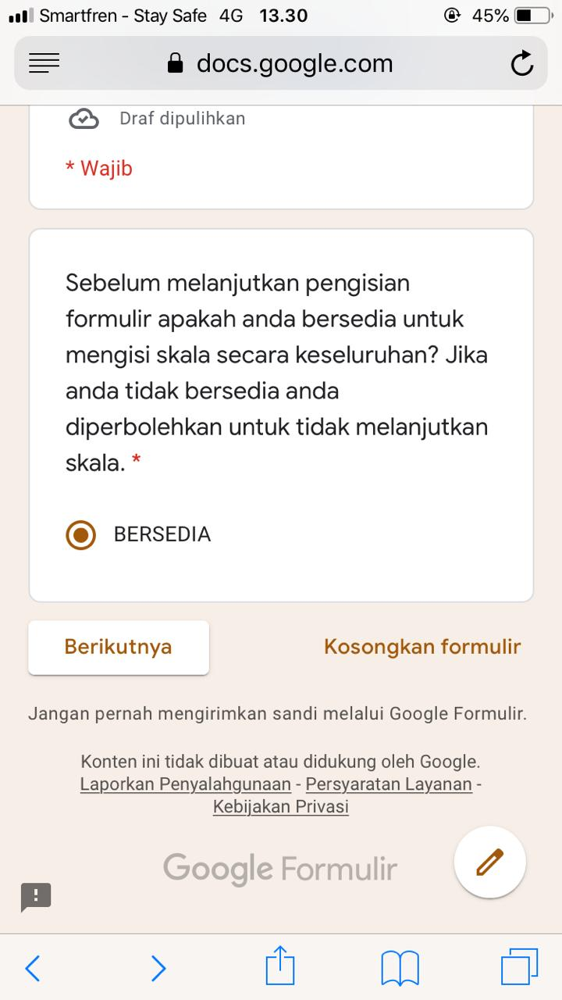 Smartfren - Stay Safe 4G 13.30 45%
docs.google.com
Draf dipulihkan
* Wajib
Sebelum melanjutkan pengisian
formulir apakah anda bersedia untuk
mengisi skala secara keseluruhan? Jika
anda tidak bersedia anda
diperbolehkan untuk tidak melanjutkan
skala. *
BERSEDIA
Berikutnya Kosongkan formulir
Jangan pernah mengirimkan sandi melalui Google Formulir.
Konten ini tidak dibuat atau didukung oleh Google.
Laporkan Penyalahgunaan - Persyaratan Layanan -
Kebijakan Privasi
Google Formulir